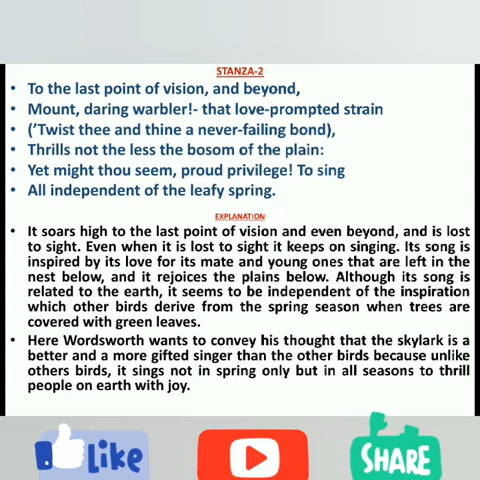 STANZA-2
• To the last point of vision, and beyond,
• Mount, daring warbler!- that love-prompted strain
• (’Twist thee and thine a never-failing bond),
• Thrills not the less the bosom of the plain:
• Yet might thou seem, proud privilege! To sing
• All independent of the leafy spring.
EXPLANATION
• It soars high to the last point of vision and even beyond, and is lost
to sight. Even when it is lost to sight it keeps on singing. Its song is
inspired by its love for its mate and young ones that are left in the
nest below, and it rejoices the plains below. Although its song is
related to the earth, it seems to be independent of the inspiration
which other birds derive from the spring season when trees are
covered with green leaves.
• Here Wordsworth wants to convey his thought that the skylark is a
better and a more gifted singer than the other birds because unlike
others birds, it sings not in spring only but in all seasons to thrill
people on earth with joy.
Like
SHARE